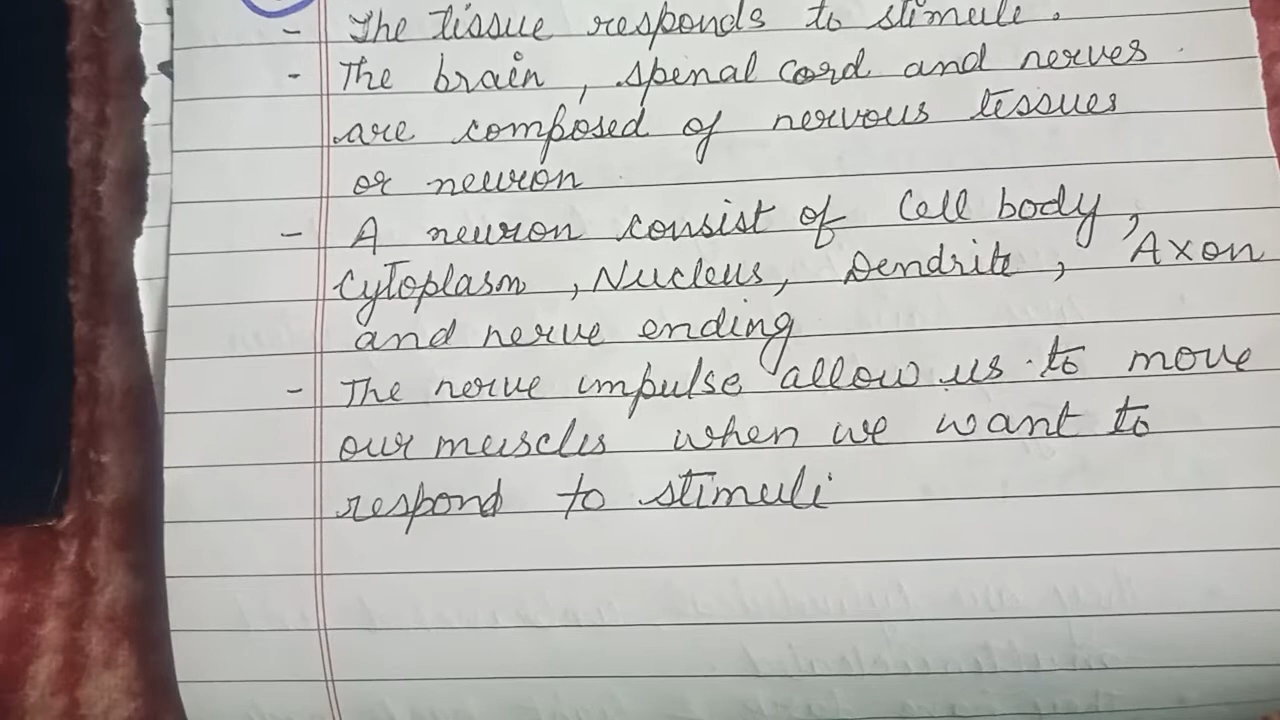 - The tissue responds to stimuli.
- The brain, spinal cord and nerves
are composed of nervous tissues
or neuron
- A neuron consist of Cell body,
Cytoplasm, Nucleus, Dendrite, Axon
and nerve ending
- The nerve impulse allow us to move
our muscles when we want to
respond to stimuli